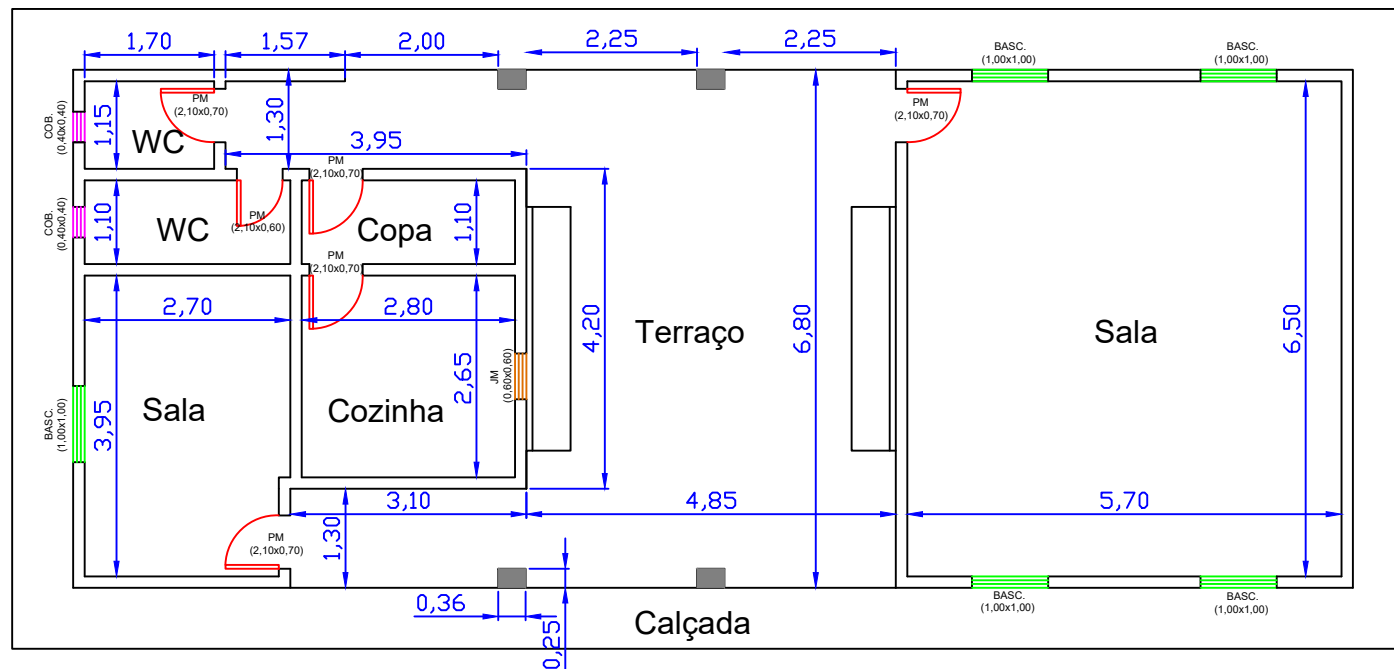 1,70
1,57
2,00
2,25
2,25
BASC.
(1,00x1,00)
BASC.
(1,00x1,00)
COB.
(0,40x0,40)
1,15
WC
PM
(2,10x0,70)
1,30
3,95
PM
(2,10x0,70)
PM
(2,10x0,70)
COB.
(0,40x0,40)
1,10
WC
PM
(2,10x0,60)
Copa
1,10
PM
(2,10x0,70)
2,70
2,80
4,20
Terraço
6,80
Sala
6,50
BASC.
(1,00x1,00)
3,95
Sala
Cozinha
2,65
JM
(0,60x0,60)
3,10
4,85
5,70
PM
(2,10x0,70)
1,30
0,36
0,25
Calçada
BASC.
(1,00x1,00)
BASC.
(1,00x1,00)